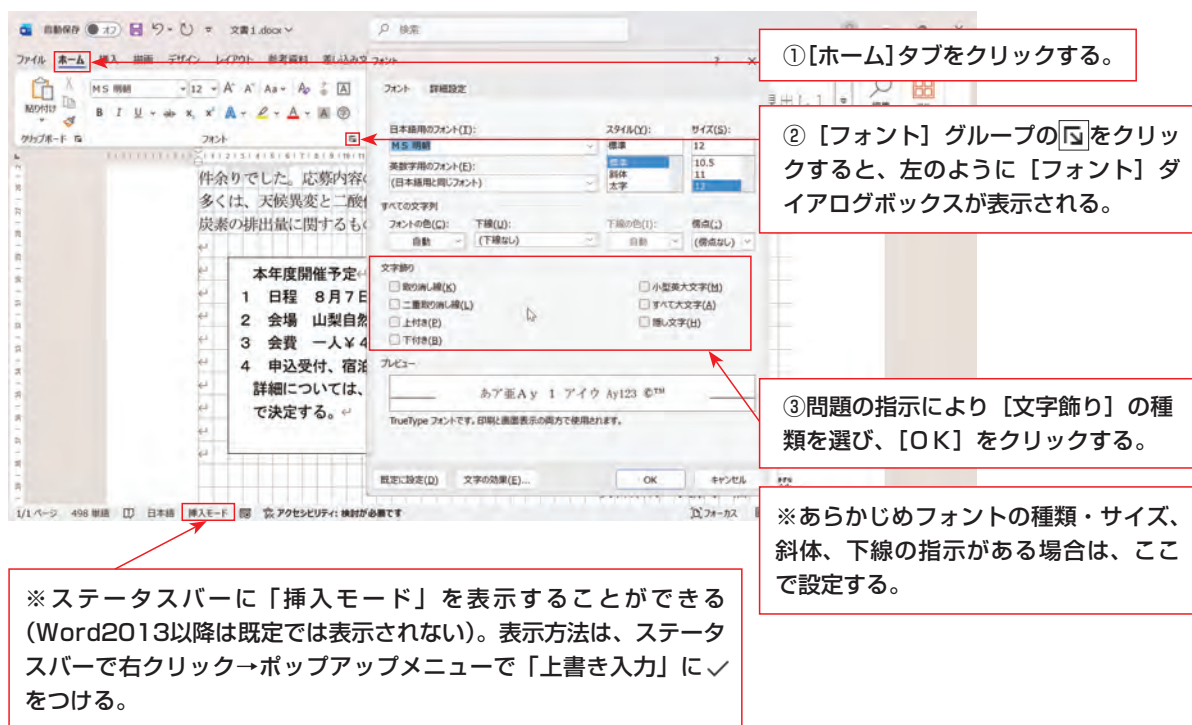 自動保存 オフ 文書1.docx 検索
ファイル ホーム 挿入 描画 デザイン レイアウト 参考資料 差し込み文
フォント ? ×
①[ホーム]タブをクリックする。
貼り付け MS 明朝 12 A A Aa A
B I U ab x x A A A
クリップボード フォント
フォント 詳細設定
②［フォント］グループの をクリッ
クすると、左のように［フォント］ダ
イアログボックスが表示される。
日本語用のフォント(T): スタイル(Y): サイズ(S):
MS 明朝 標準 12
標準 10.5
英数字用のフォント(F): 斜体 11
(日本語用と同じフォント) 太字 12
すべての文字列
フォントの色(C): 下線(U): 下線の色(I): 傍点(:)
自動 (下線なし) 自動 (傍点なし)
文字飾り
取り消し線(K) 小型英大文字(M)
二重取り消し線(L) すべて大文字(A)
上付き(P) 隠し文字(H)
下付き(B)
プレビュー
あア亜Ａｙ １ アイウ Ay123 ©™
TrueType フォントです。印刷と画面表示の両方で使用されます。
既定に設定(D) 文字の効果(E)... OK キャンセル
件余りでした。応募内容
多くは、天候異変と二酸
炭素の排出量に関するも
本年度開催予定
1 日程 8月7日
2 会場 山梨自然
3 会費 一人￥4
4 申込受付、宿泊
詳細については、
で決定する。
③問題の指示により［文字飾り］の種
類を選び、［ＯＫ］をクリックする。
1/1 ページ 498 単語 日本語 挿入モード アクセシビリティ: 検討が必要です フォーカス
※あらかじめフォントの種類・サイズ、
斜体、下線の指示がある場合は、ここ
で設定する。
※ステータスバーに「挿入モード」を表示することができる
(Word2013以降は既定では表示されない)。表示方法は、ステータ
スバーで右クリック→ポップアップメニューで「上書き入力」に✓
をつける。